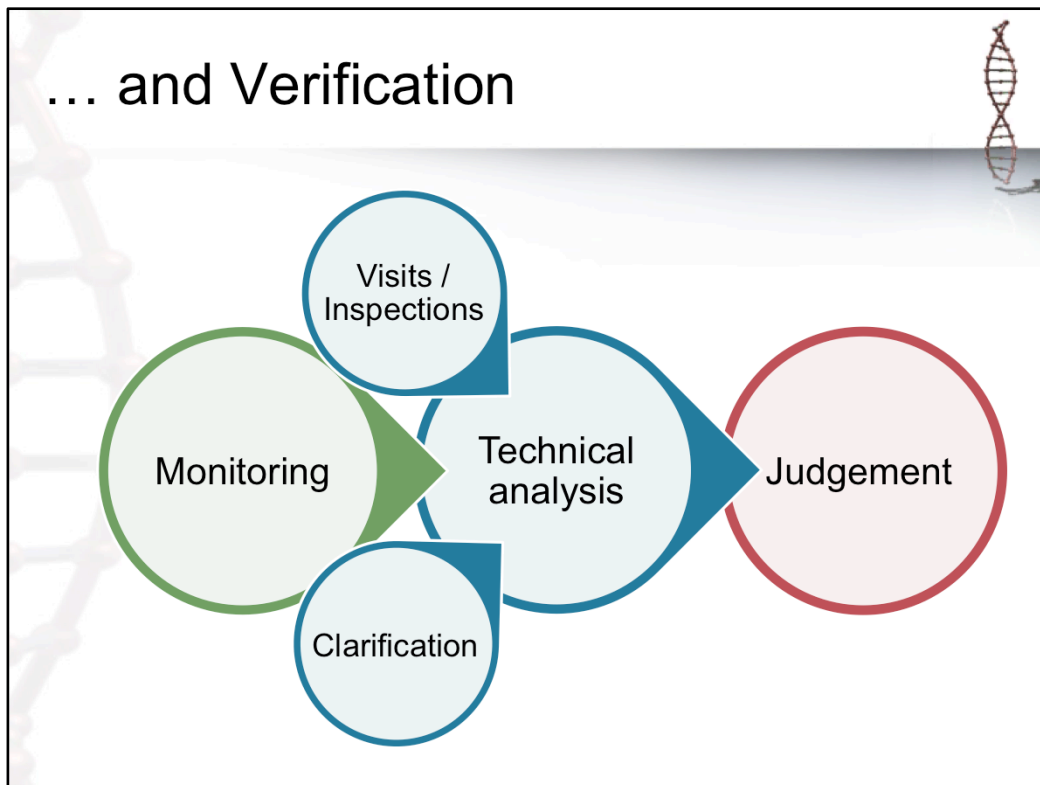 … and Verification
Visits /
Inspections
Monitoring
Technical
analysis
Judgement
Clarification